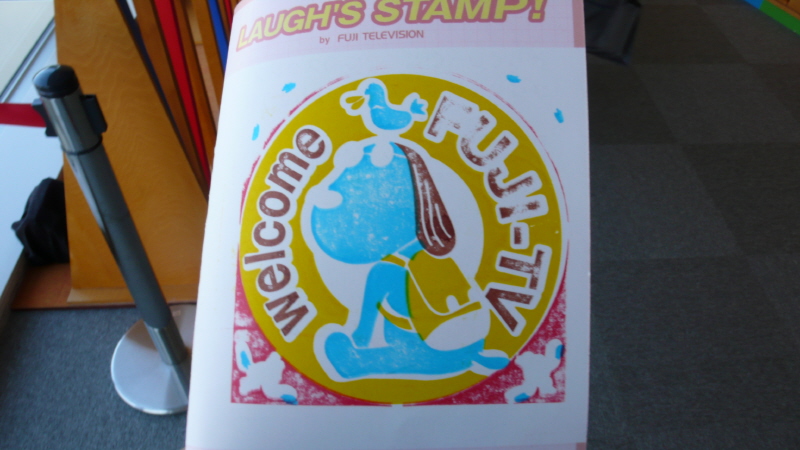 LAUGH'S STAMP!
by FUJI TELEVISION
welcome
FUJI-TV